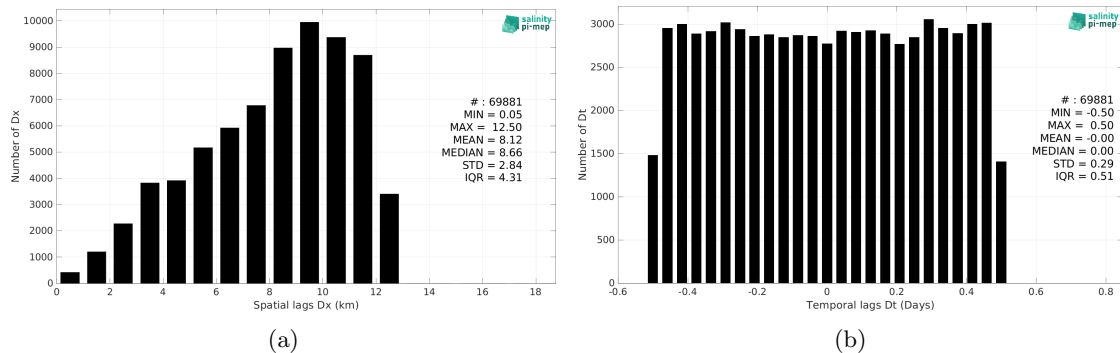 salinity
pi-mep
10000
9000
8000
7000
6000
5000
4000
3000
2000
1000
0
Number of Dx
# : 69881
MIN = 0.05
MAX = 12.50
MEAN = 8.12
MEDIAN = 8.66
STD = 2.84
IQR = 4.31
0 2 4 6 8 10 12 14 16 18
Spatial lags Dx (km)
(a)
salinity
pi-mep
3000
2500
2000
1500
1000
500
0
Number of Dt
# : 69881
MIN = -0.50
MAX = 0.50
MEAN = -0.00
MEDIAN = 0.00
STD = 0.29
IQR = 0.51
-0.6 -0.4 -0.2 0 0.2 0.4 0.6 0.8
Temporal lags Dt (Days)
(b)